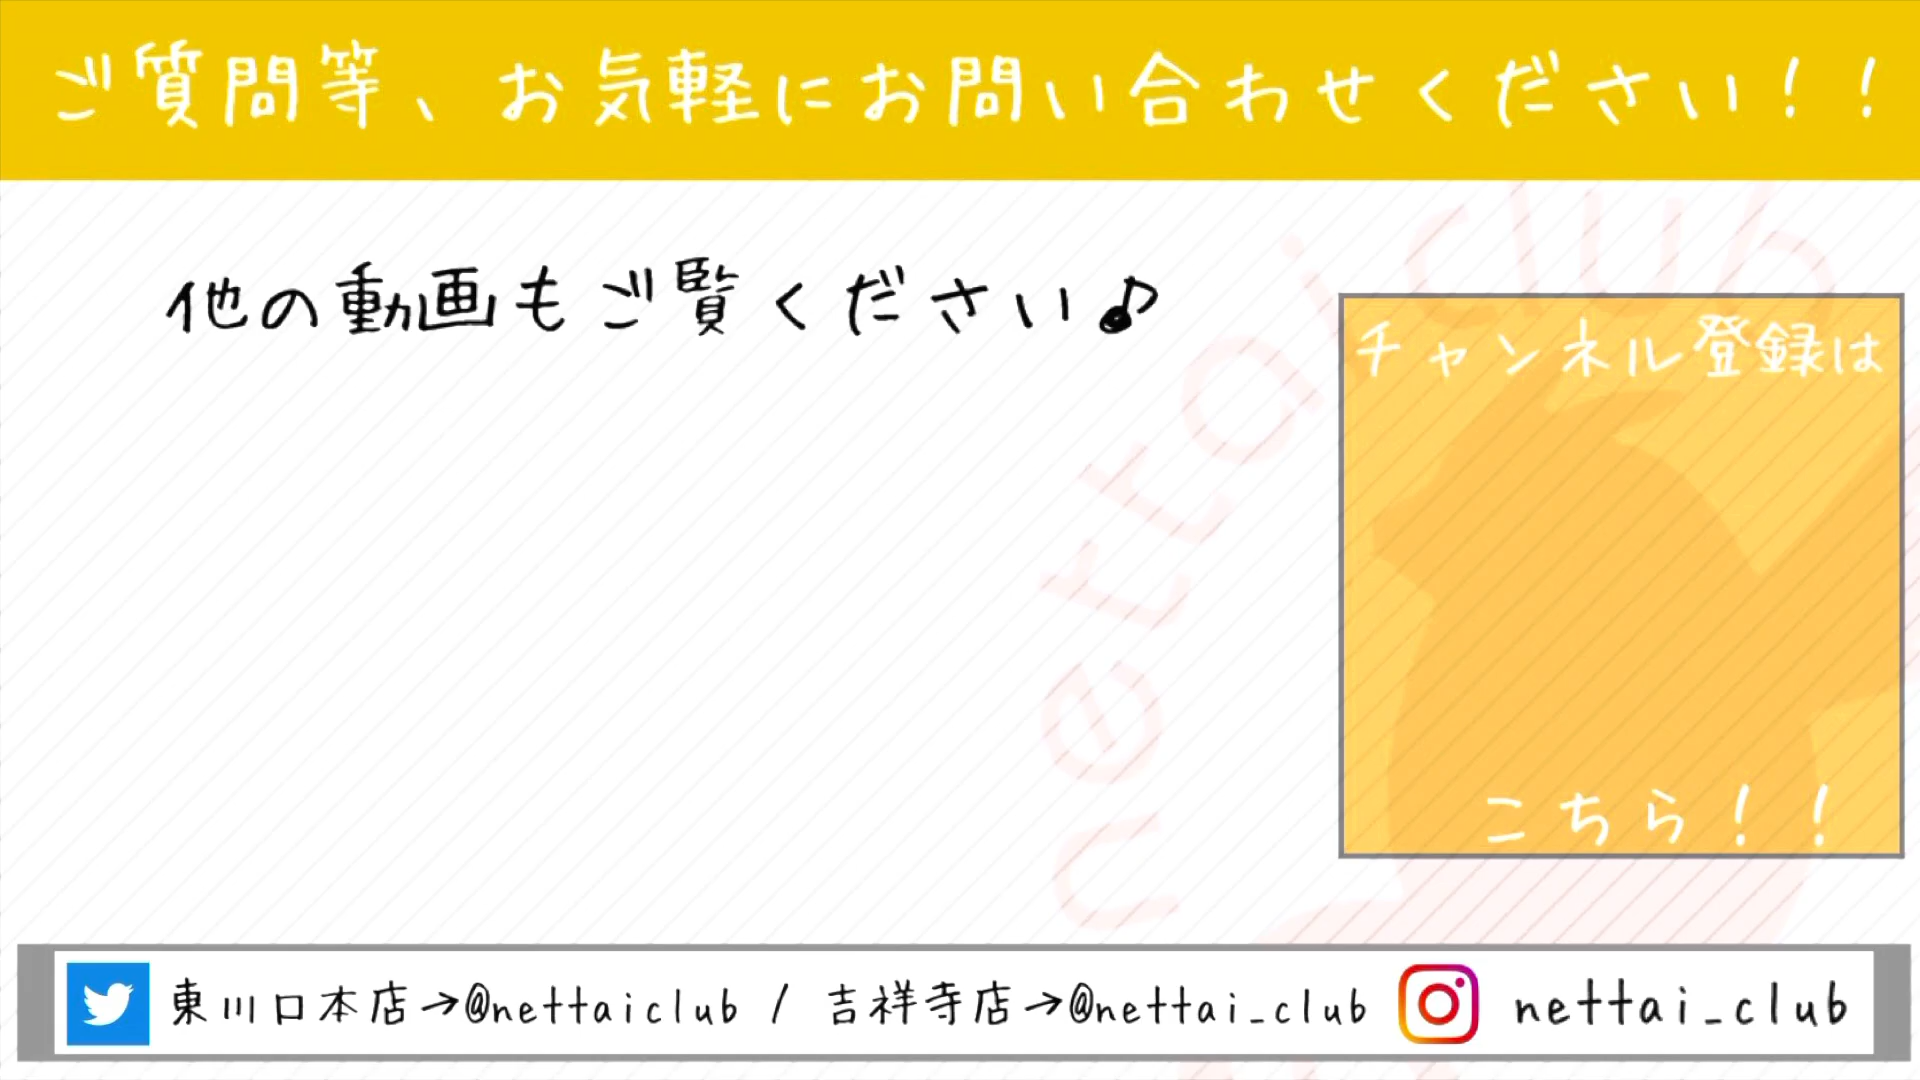 ご質問等、お気軽にお問い合わせください！！
他の動画もご覧ください♪
チャンネル登録は
こちら！！
nettaiclub
東川口本店→@nettaiclub / 吉祥寺店→@nettai_club
nettai_club